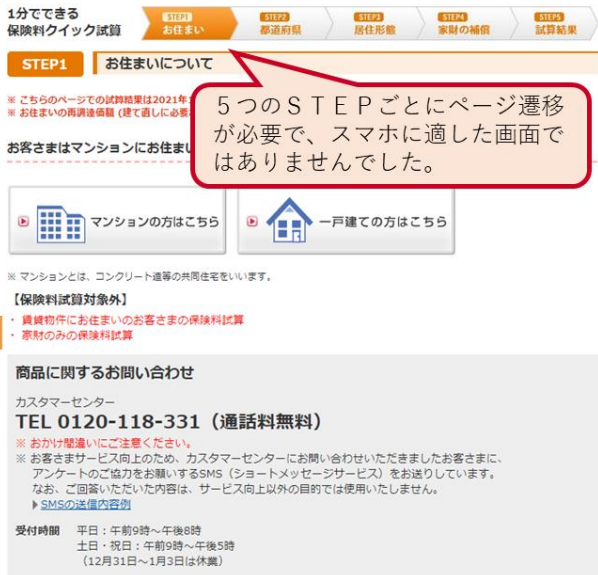 1分でできる
保険料クイック試算
STEP1
お住まい
STEP2
都道府県
STEP3
居住形態
STEP4
家財の補償
STEP5
試算結果
STEP1 お住まいについて
※ こちらのページでの試算結果は2021年
※ お住まいの再調達価額 (建て直しに必要
５つのＳＴＥＰごとにページ遷移
が必要で、スマホに適した画面で
はありませんでした。
お客さまはマンションにお住まい
マンションの方はこちら
一戸建ての方はこちら
※ マンションとは、コンクリート造等の共同住宅をいいます。
【保険料試算対象外】
・ 賃貸物件にお住まいのお客さまの保険料試算
・ 家財のみの保険料試算
商品に関するお問い合わせ
カスタマーセンター
TEL 0120-118-331（通話料無料）
※ おかけ間違いにご注意ください。
※ お客さまサービス向上のため、カスタマーセンターにお問い合わせいただきましたお客さまに、
アンケートのご協力をお願いするSMS（ショートメッセージサービス）をお送りしています。
なお、ご回答いただいた内容は、サービス向上以外の目的では使用いたしません。
SMSの送信内容例
受付時間 平日：午前9時～午後8時
土日・祝日：午前9時～午後5時
（12月31日～1月3日は休業）